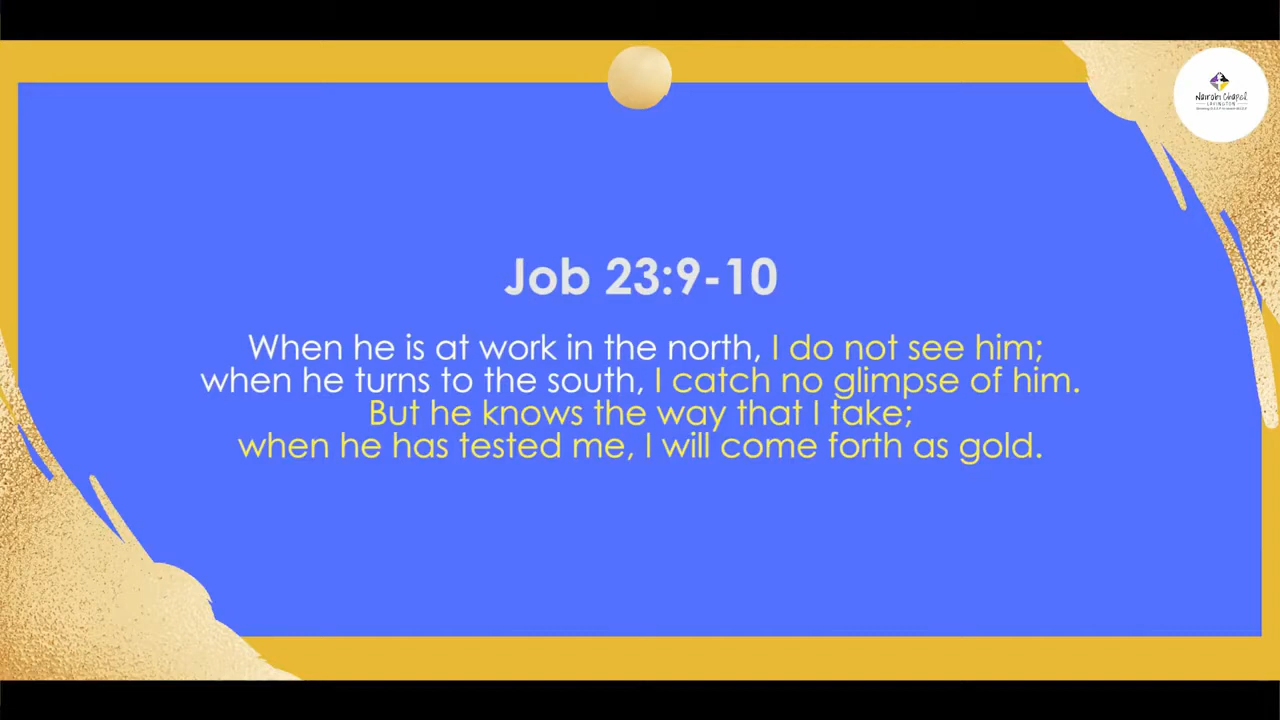 Nairobi Chapel
LAVINGTON
Job 23:9-10
When he is at work in the north, I do not see him;
when he turns to the south, I catch no glimpse of him.
But he knows the way that I take;
when he has tested me, I will come forth as gold.